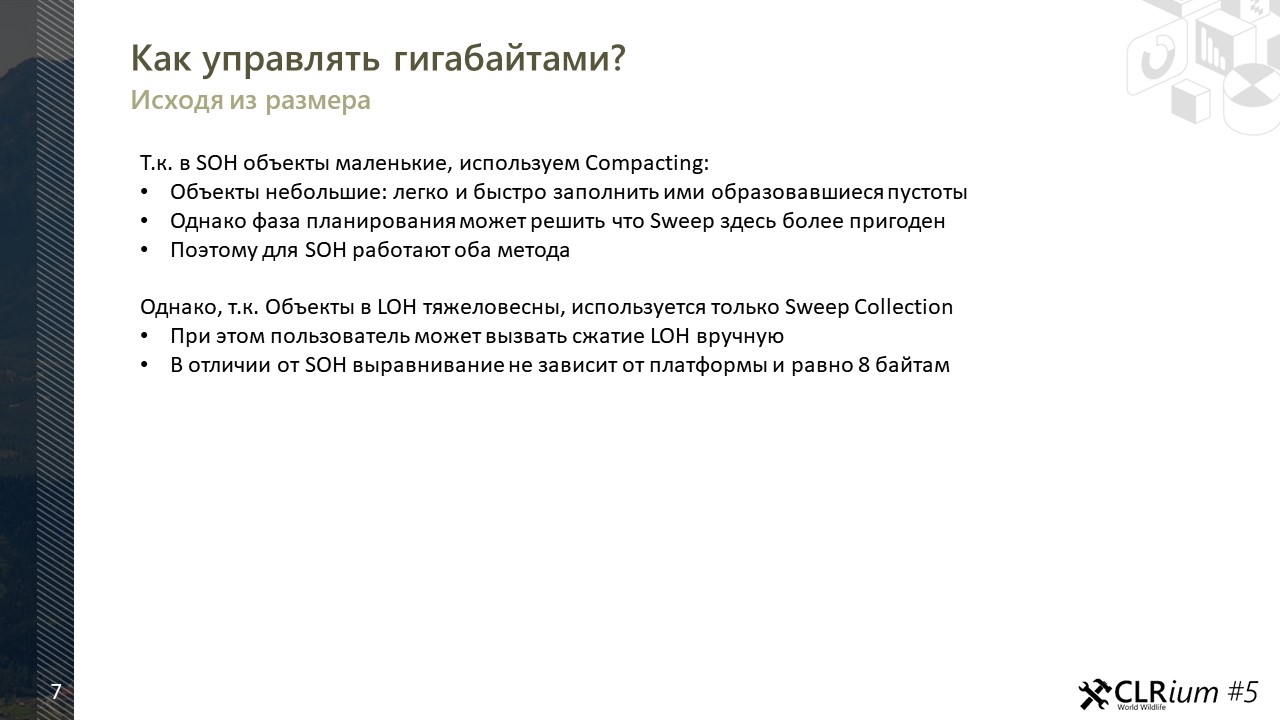 Как управлять гигабайтами?
Исходя из размера
Т.к. в SOH объекты маленькие, используем Compacting:
• Объекты небольшие: легко и быстро заполнить ими образовавшиеся пустоты
• Однако фаза планирования может решить что Sweep здесь более пригоден
• Поэтому для SOH работают оба метода
Однако, т.к. Объекты в LOH тяжеловесны, используется только Sweep Collection
• При этом пользователь может вызвать сжатие LOH вручную
• В отличии от SOH выравнивание не зависит от платформы и равно 8 байтам
7
CLRium #5
World Wildlife